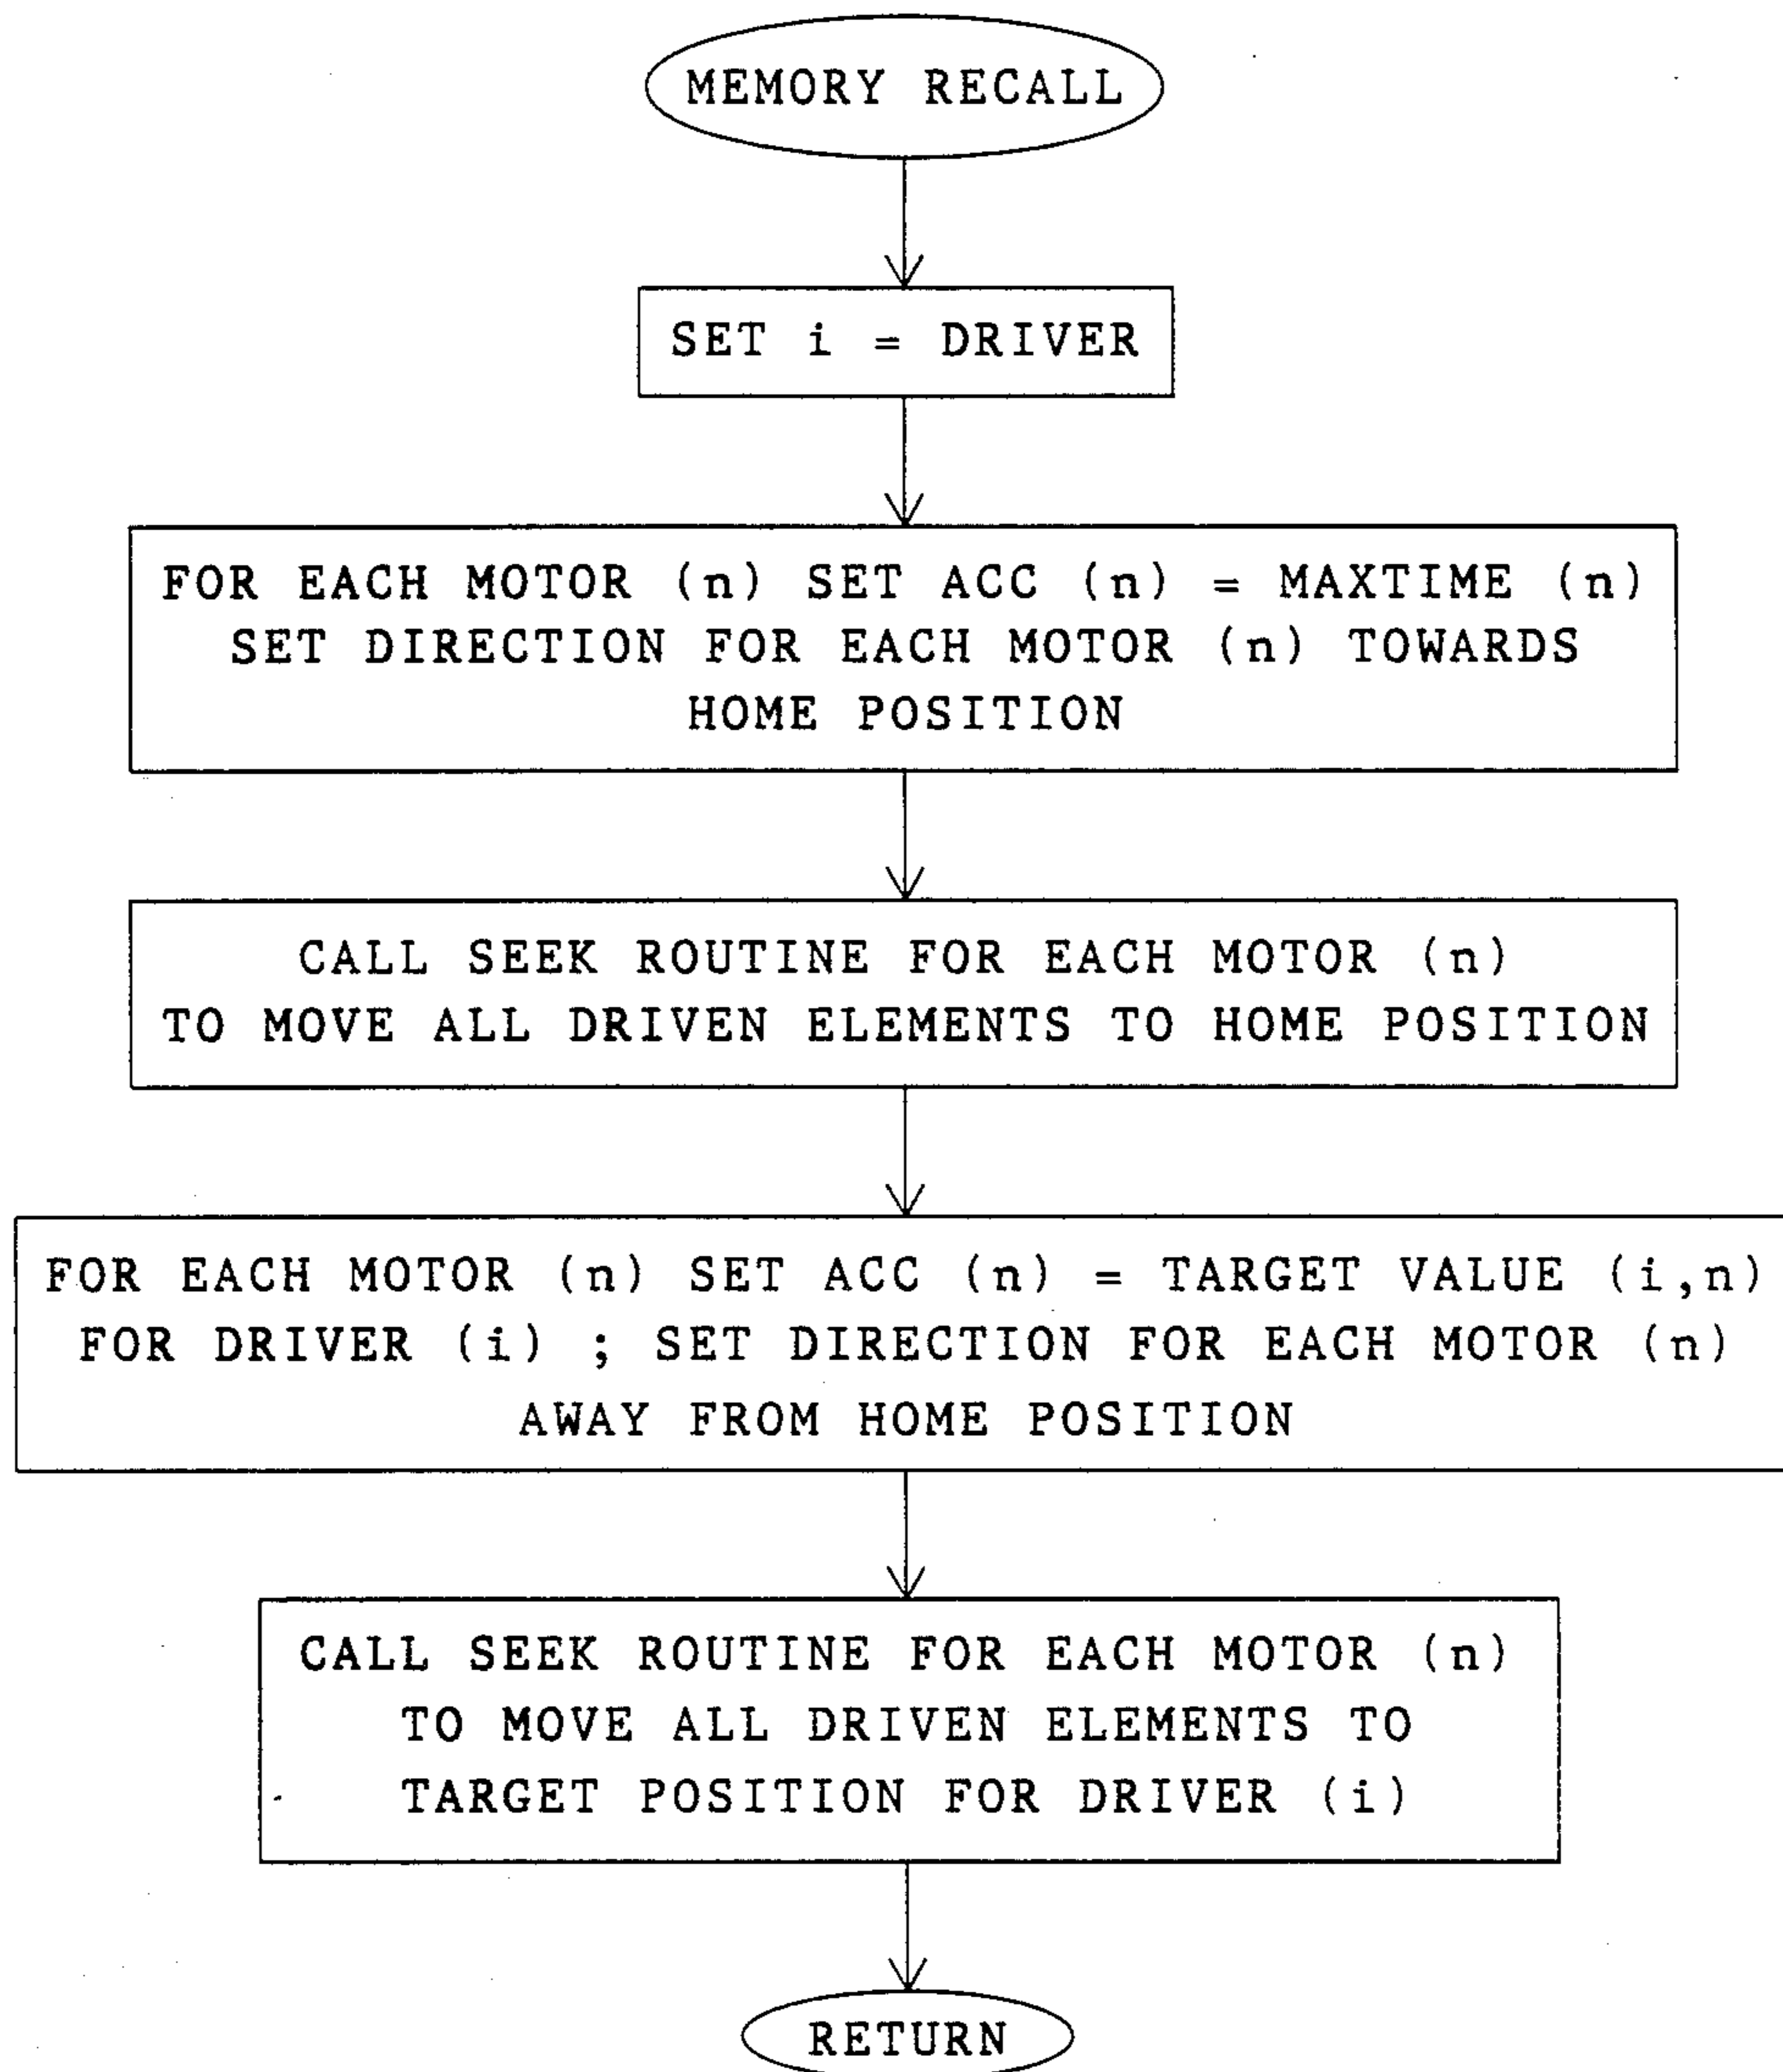 MEMORY RECALL
SET i = DRIVER
FOR EACH MOTOR (n) SET ACC (n) = MAXTIME (n)
SET DIRECTION FOR EACH MOTOR (n) TOWARDS
HOME POSITION
CALL SEEK ROUTINE FOR EACH MOTOR (n)
TO MOVE ALL DRIVEN ELEMENTS TO HOME POSITION
FOR EACH MOTOR (n) SET ACC (n) = TARGET VALUE (i,n)
FOR DRIVER (i) ; SET DIRECTION FOR EACH MOTOR (n)
AWAY FROM HOME POSITION
CALL SEEK ROUTINE FOR EACH MOTOR (n)
TO MOVE ALL DRIVEN ELEMENTS TO
TARGET POSITION FOR DRIVER (i)
RETURN